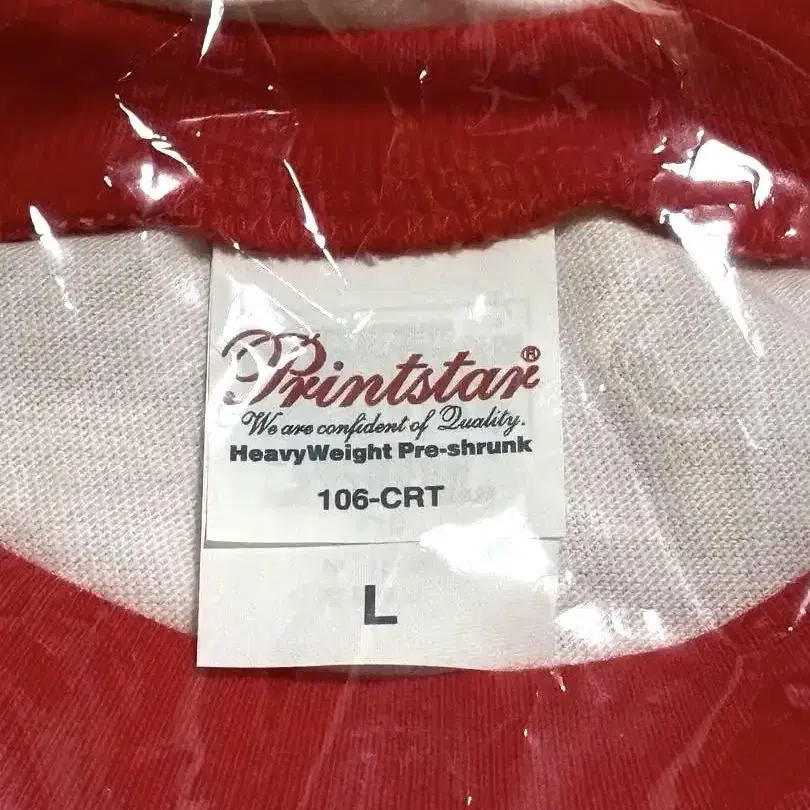 Printstar®
We are confident of Quality.
HeavyWeight Pre-shrunk
106-CRT
L